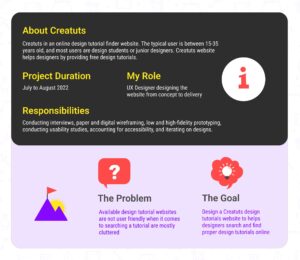 About Creatuts
Creatuts in an online design tutorial finder website. The typical user is between 15-35
years old, and most users are design students or junior designers. Creatuts website
helps designers by providing free design tutorials.
Project Duration
July to August 2022
My Role
UX Designer designing the
website from concept to delivery
Responsibilities
Conducting interviews, paper and digital wireframing, low and high-fidelity prototyping,
conducting usability studies, accounting for accessibility, and iterating on designs.
The Problem
Available design tutorial websites
are not user friendly when it comes
to searching a tutorial are mostly
cluttered
The Goal
Design a Creatuts design
tutorials website to help
designers search and find
proper design tutorials online